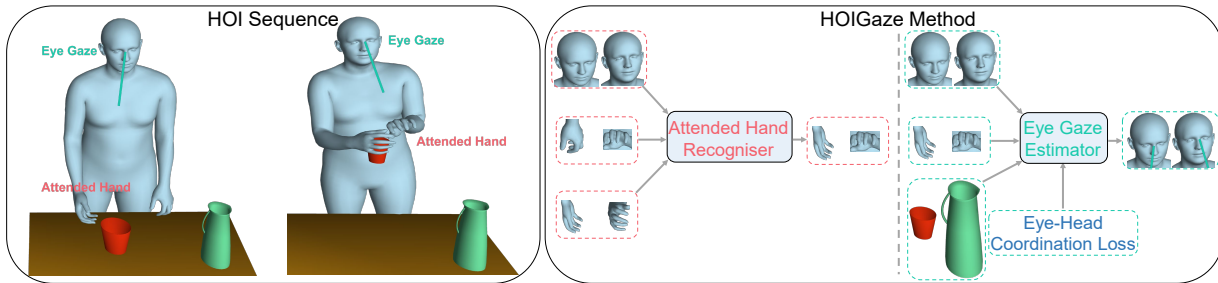 HOI Sequence
Eye Gaze
Attended Hand
Eye Gaze
Attended Hand
HOIGaze Method
Attended Hand
Recogniser
Eye Gaze
Estimator
Eye-Head
Coordination Loss